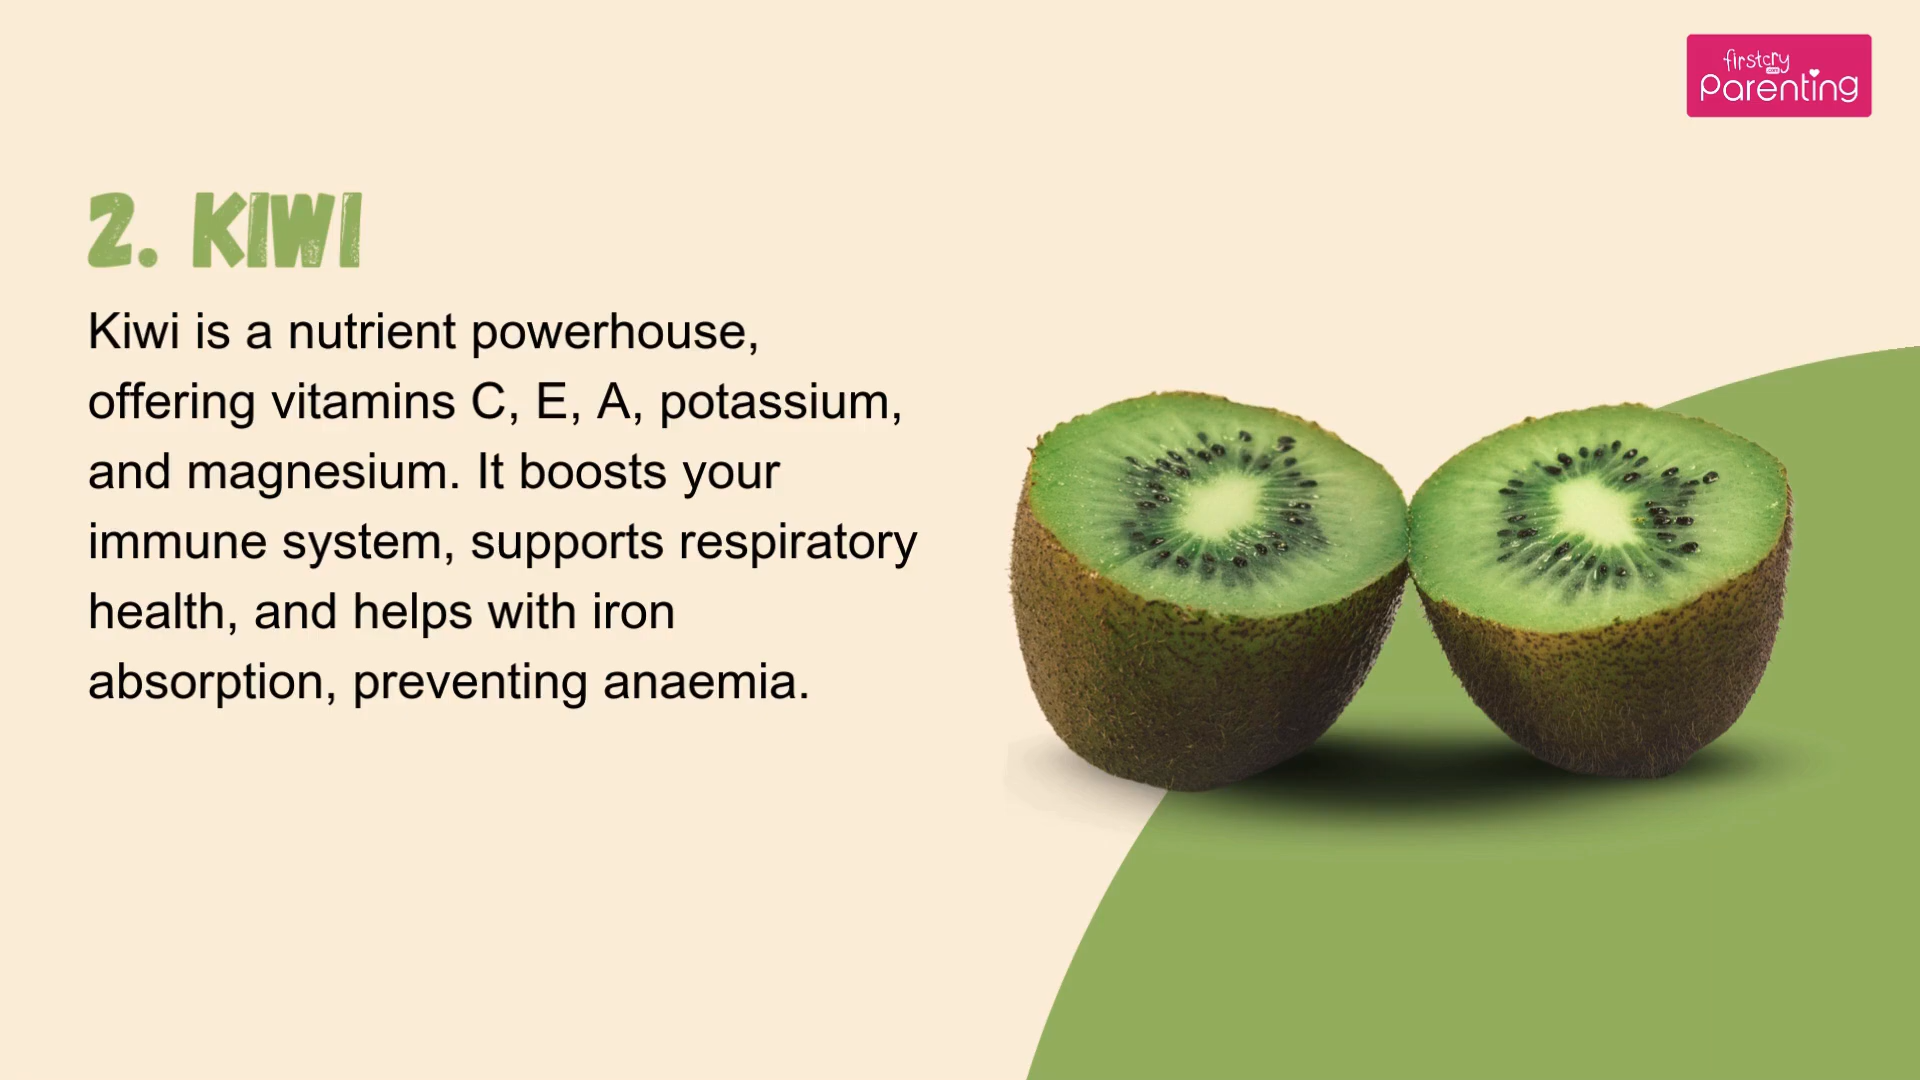 firstcry
.com
Parenting
2. KIWI
Kiwi is a nutrient powerhouse,
offering vitamins C, E, A, potassium,
and magnesium. It boosts your
immune system, supports respiratory
health, and helps with iron
absorption, preventing anaemia.